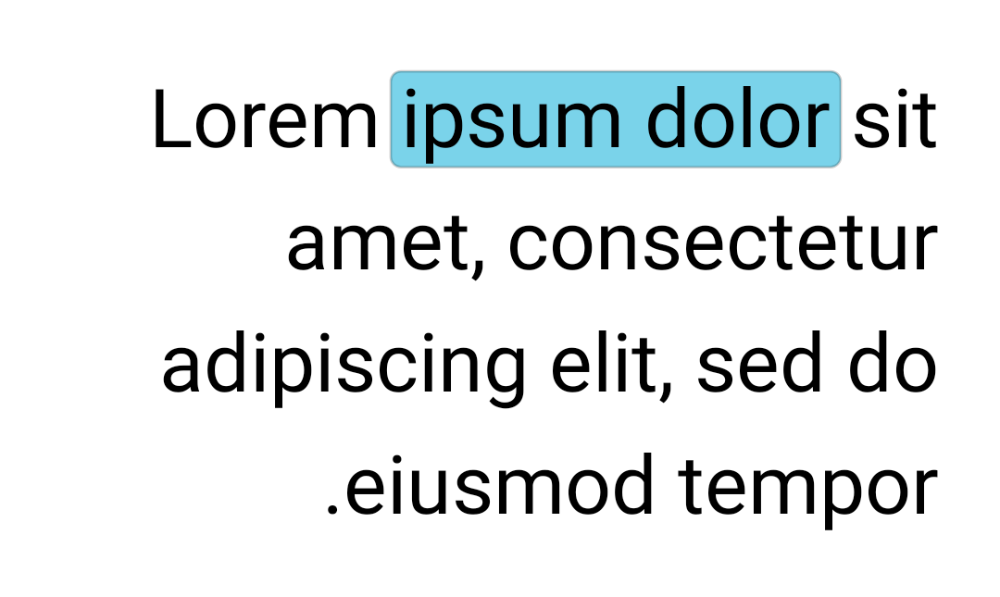 Lorem ipsum dolor sit
amet, consectetur
adipiscing elit, sed do
.eiusmod tempor